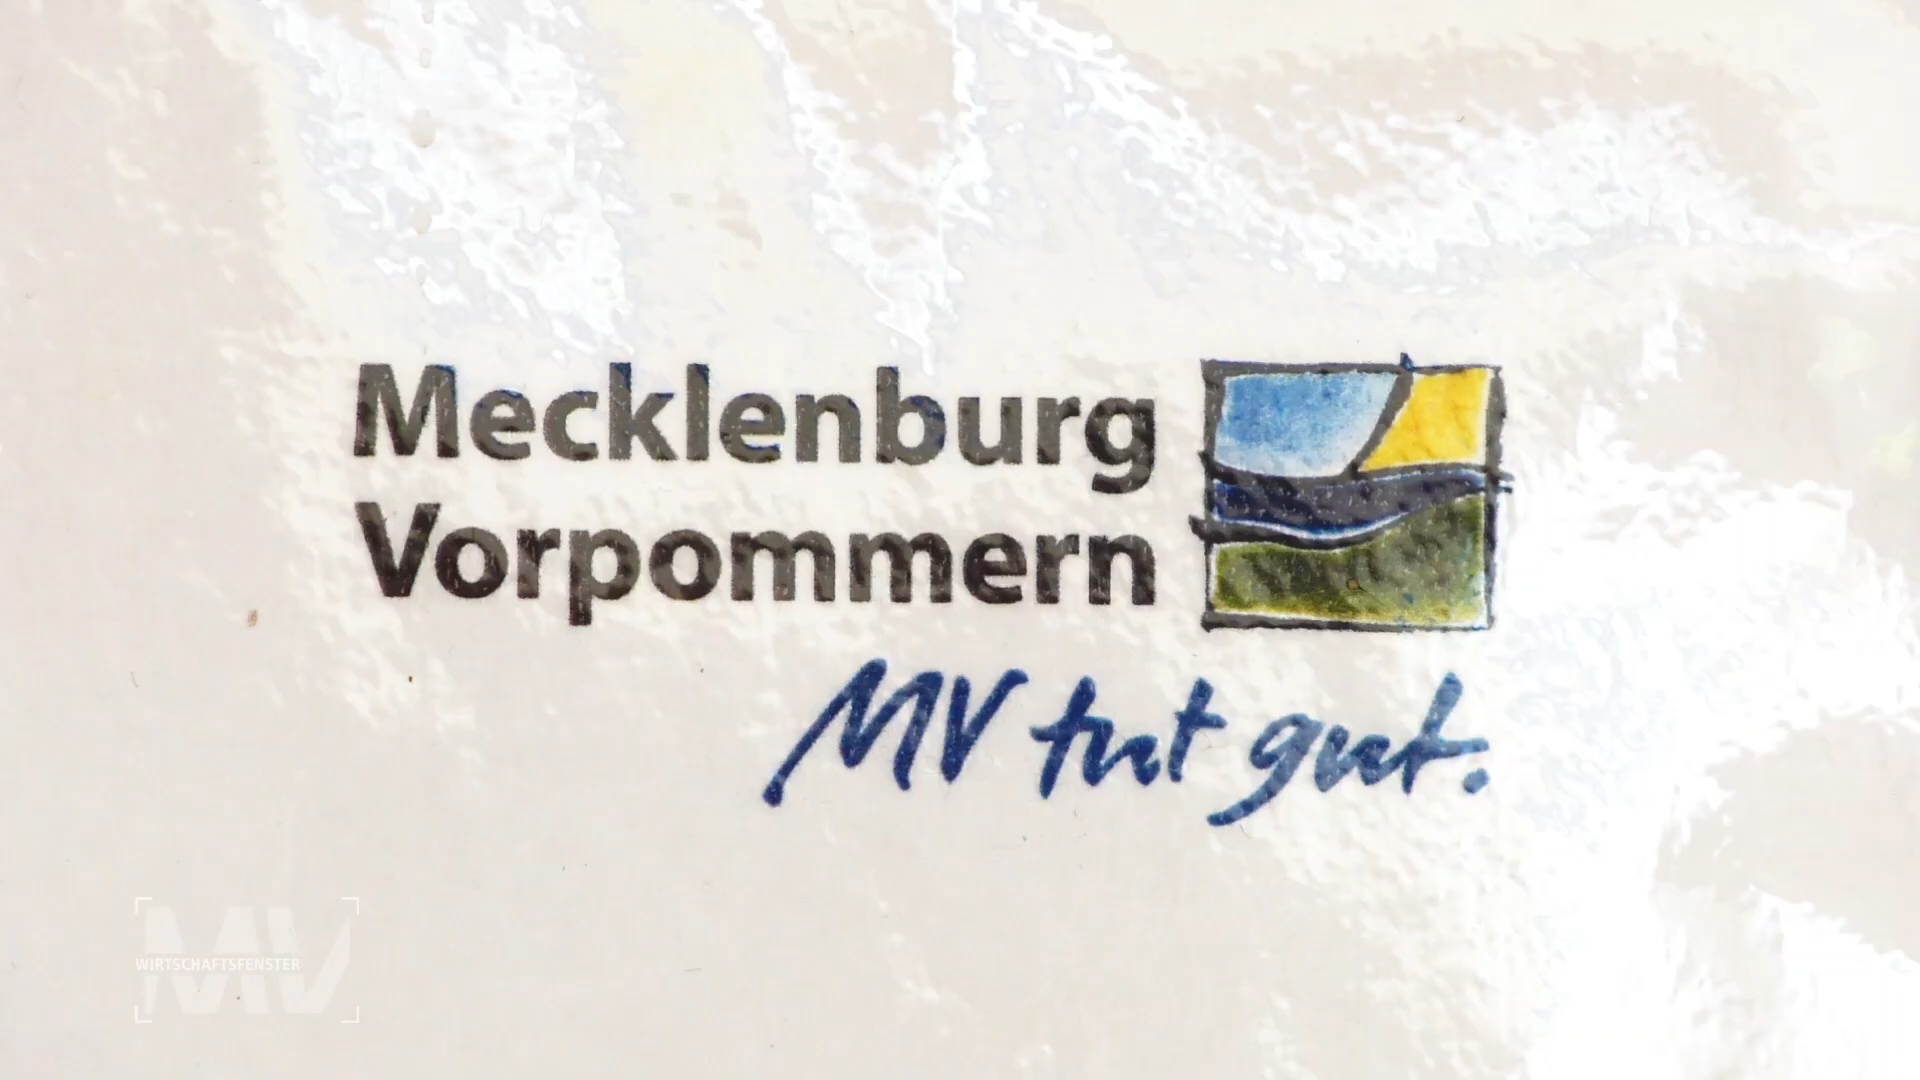 Mecklenburg
Vorpommern
MV tut gut.
MV
WIRTSCHAFTSFENSTER